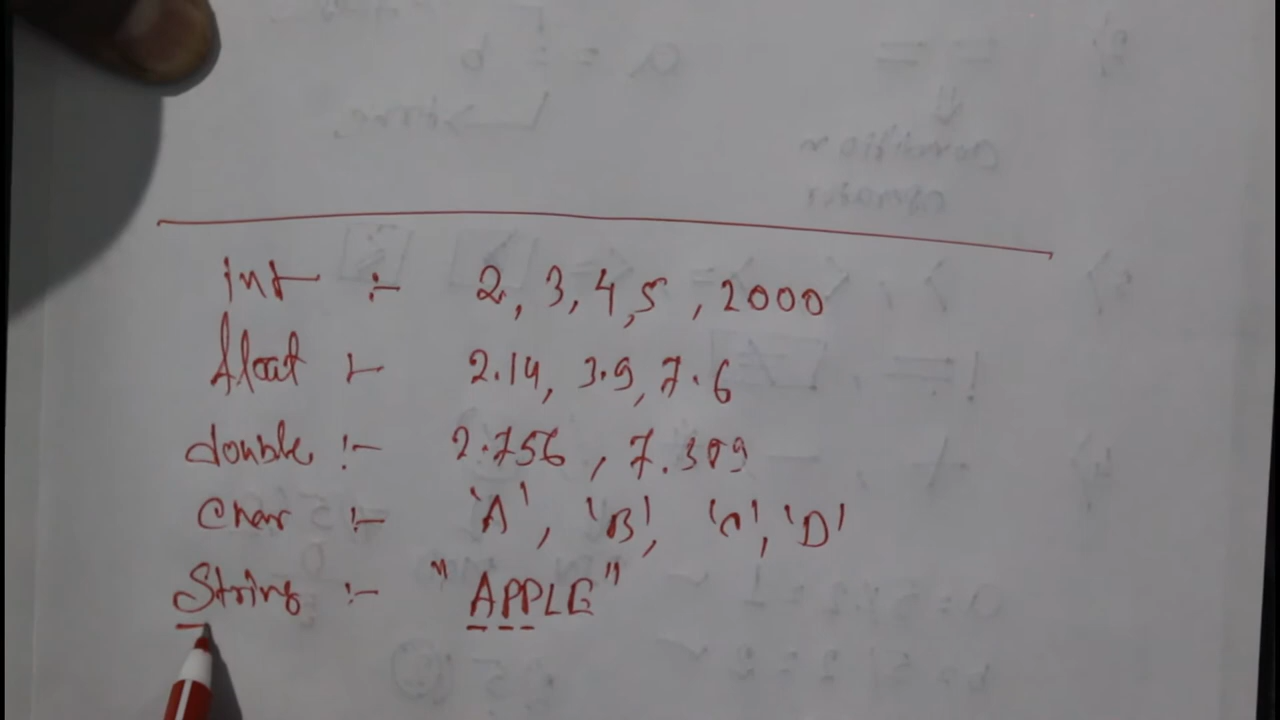 int :- 2, 3, 4, 5, 2000
float :- 2.14, 3.9, 7.6
double :- 2.756, 7.389
Char :- 'A', 'B', 'C', 'D'
String :- "APPLE"